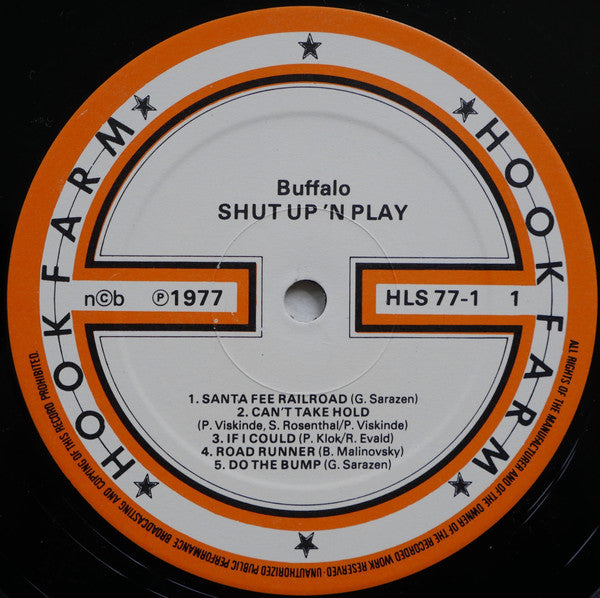 HOOKFARM
HOOKFARM
Buffalo
SHUT UP 'N PLAY
n©b ℗1977
HLS 77-1 1
1. SANTA FEE RAILROAD (G. Sarazen)
2. CAN'T TAKE HOLD
(P. Viskinde, S. Rosenthal/P. Viskinde)
3. IF I COULD (P. Klok/R. Evald)
4. ROAD RUNNER (B. Malinovsky)
5. DO THE BUMP (G. Sarazen)
ALL RIGHTS OF THE MANUFACTURER AND OF THE OWNER OF THE RECORDED WORK RESERVED · UNAUTHORIZED PUBLIC PERFORMANCE BROADCASTING AND COPYING OF THIS RECORD PROHIBITED.